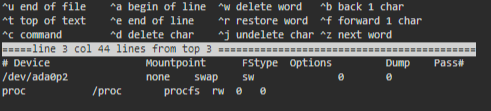 ^u end of file    ^a begin of line  ^w delete word    ^b back 1 char
^t top of text    ^e end of line    ^r restore word   ^f forward 1 char
^c command        ^d delete char    ^j undelete char  ^z next word
=====line 3 col 44 lines from top 3 ========================================
# Device                Mountpoint      FStype  Options         Dump    Pass#
/dev/ada0p2             none    swap    sw              0       0
proc            /proc           procfs  rw  0   0